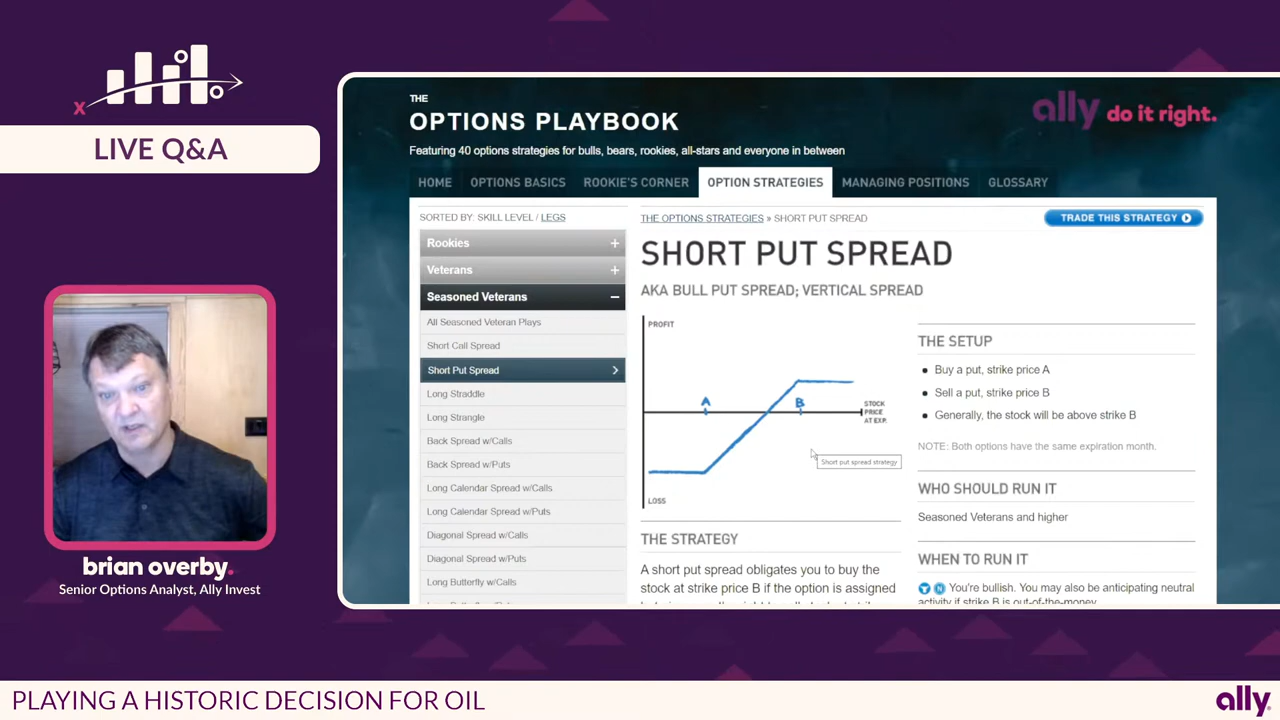 x
LIVE Q&A
brian overby.
Senior Options Analyst, Ally Invest
THE
OPTIONS PLAYBOOK
Featuring 40 options strategies for bulls, bears, rookies, all-stars and everyone in between
ally do it right.
HOME OPTIONS BASICS ROOKIE'S CORNER OPTION STRATEGIES MANAGING POSITIONS GLOSSARY
SORTED BY: SKILL LEVEL / LEGS
Rookies +
Veterans +
Seasoned Veterans −
All Seasoned Veteran Plays
Short Call Spread
Short Put Spread
Long Straddle
Long Strangle
Back Spread w/Calls
Back Spread w/Puts
Long Calendar Spread w/Calls
Long Calendar Spread w/Puts
Diagonal Spread w/Calls
Diagonal Spread w/Puts
Long Butterfly w/Calls
THE OPTIONS STRATEGIES » SHORT PUT SPREAD
TRADE THIS STRATEGY
SHORT PUT SPREAD
AKA BULL PUT SPREAD; VERTICAL SPREAD
PROFIT
A
B
STOCK
PRICE
AT EXP.
Short put spread strategy
LOSS
THE STRATEGY
A short put spread obligates you to buy the
stock at strike price B if the option is assigned
THE SETUP
• Buy a put, strike price A
• Sell a put, strike price B
• Generally, the stock will be above strike B
NOTE: Both options have the same expiration month.
WHO SHOULD RUN IT
Seasoned Veterans and higher
WHEN TO RUN IT
You're bullish. You may also be anticipating neutral
activity if strike B is out-of-the-money
PLAYING A HISTORIC DECISION FOR OIL
ally